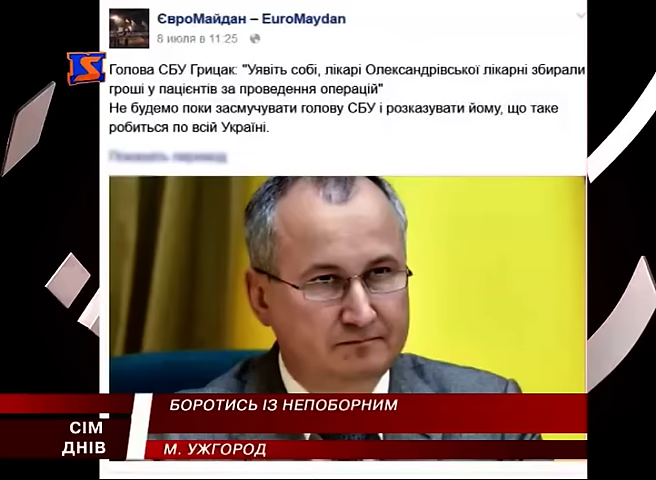 ЄвроМайдан – EuroMaydan
8 июля в 11:25
Голова СБУ Грицак: "Уявіть собі, лікарі Олександрівської лікарні збирали
гроші у пацієнтів за проведення операцій"
Не будемо поки засмучувати голову СБУ і розказувати йому, що таке
робиться по всій Україні.
Показать перевод
БОРОТИСЬ ІЗ НЕПОБОРНИМ
СІМ
ДНІВ
М. УЖГОРОД